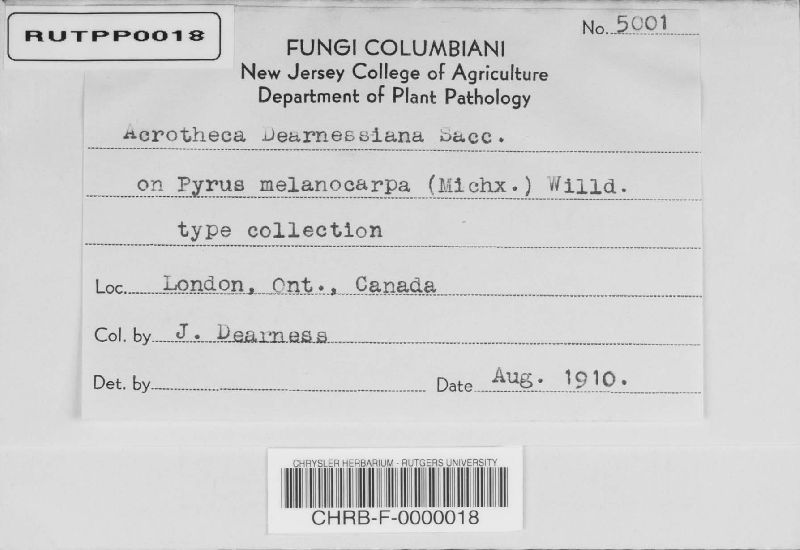 RUTPP0018
No. 5001
FUNGI COLUMBIANI
New Jersey College of Agriculture
Department of Plant Pathology
Acrotheca Dearnessiana Sacc.
on Pyrus melanocarpa (Michx.) Willd.
type collection
Loc. London, Ont., Canada
Col. by J. Dearness
Det. by
Date Aug. 1910.
CHRYSLER HERBARIUM - RUTGERS UNIVERSITY
CHRB-F-0000018